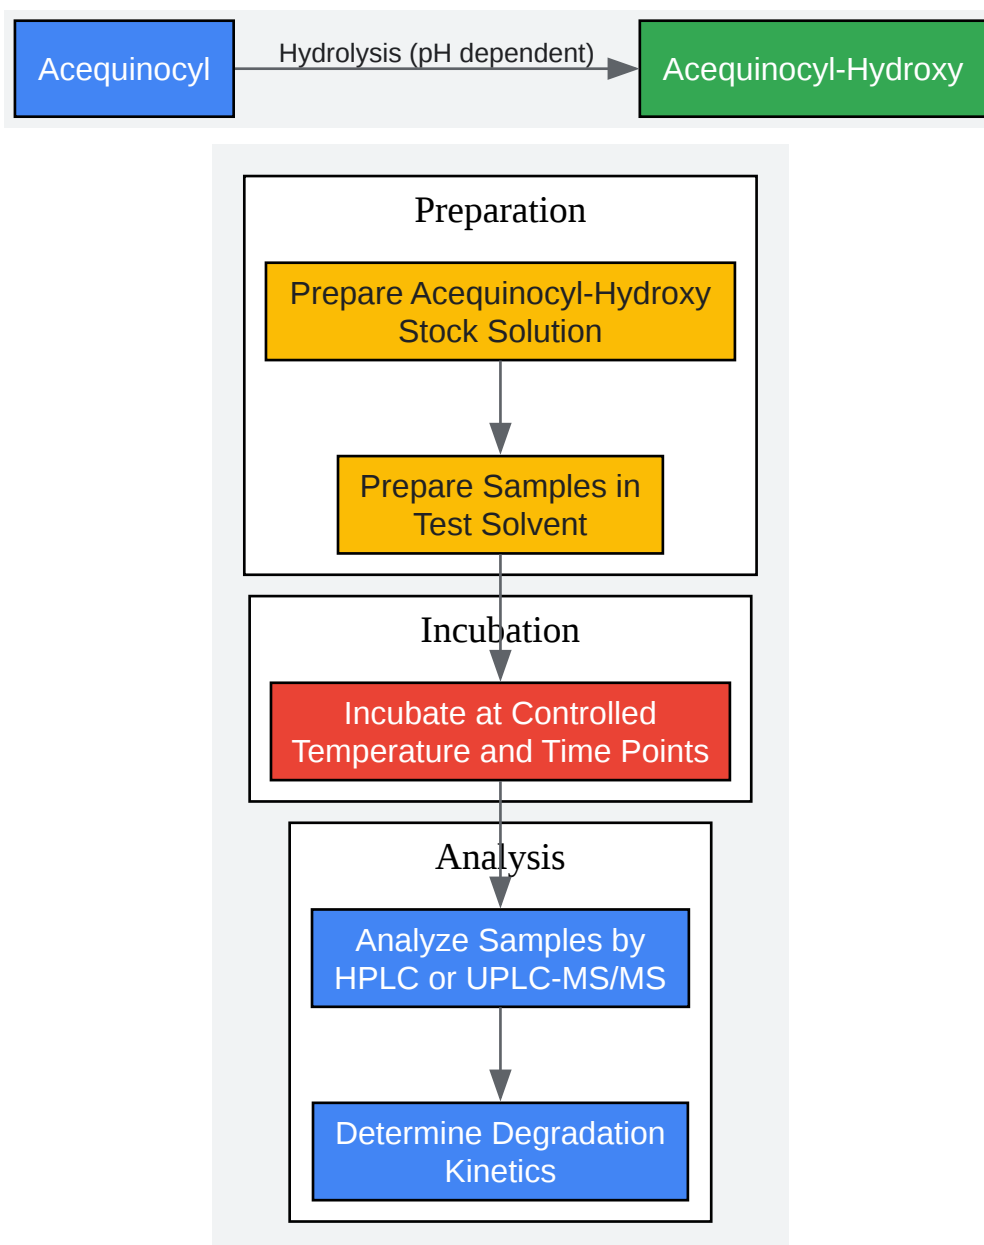 Acequinocyl
Hydrolysis (pH dependent)
Acequinocyl-Hydroxy
Preparation
Prepare Acequinocyl-Hydroxy
Stock Solution
Prepare Samples in
Test Solvent
Incubation
Incubate at Controlled
Temperature and Time Points
Analysis
Analyze Samples by
HPLC or UPLC-MS/MS
Determine Degradation
Kinetics